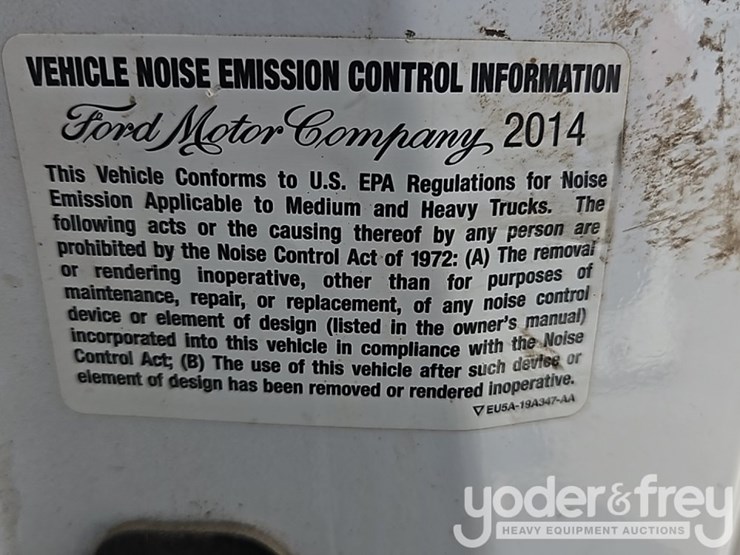 VEHICLE NOISE EMISSION CONTROL INFORMATION
Ford Motor Company, 2014
This Vehicle Conforms to U.S. EPA Regulations for Noise
Emission Applicable to Medium and Heavy Trucks. The
following acts or the causing thereof by any person are
prohibited by the Noise Control Act of 1972: (A) The removal
or rendering inoperative, other than for purposes of
maintenance, repair, or replacement, of any noise control
device or element of design (listed in the owner's manual)
incorporated into this vehicle in compliance with the Noise
Control Act; (B) The use of this vehicle after such device or
element of design has been removed or rendered inoperative.
▽ EU5A-19A347-AA
yoder&frey
HEAVY EQUIPMENT AUCTIONS